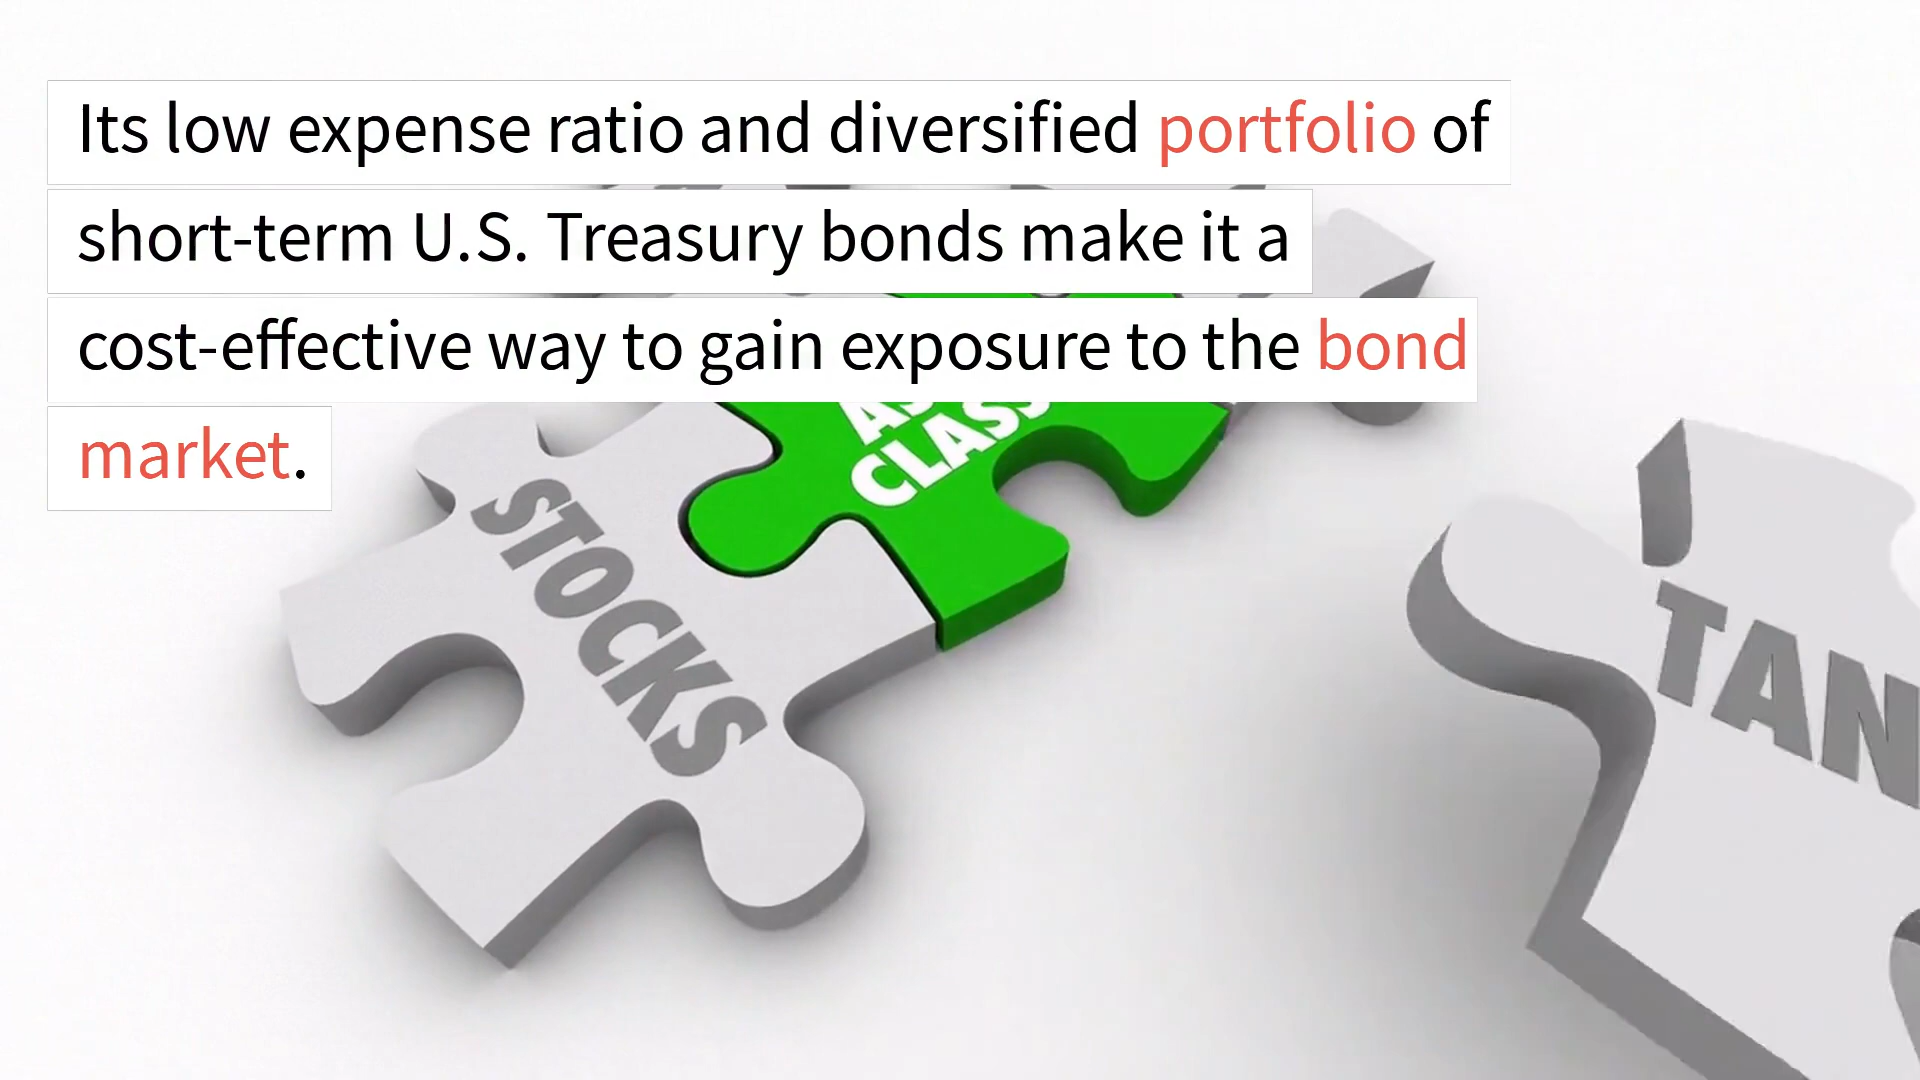 Its low expense ratio and diversified portfolio of
short-term U.S. Treasury bonds make it a
cost-effective way to gain exposure to the bond
market.
CLASS
STOCKS
TAN